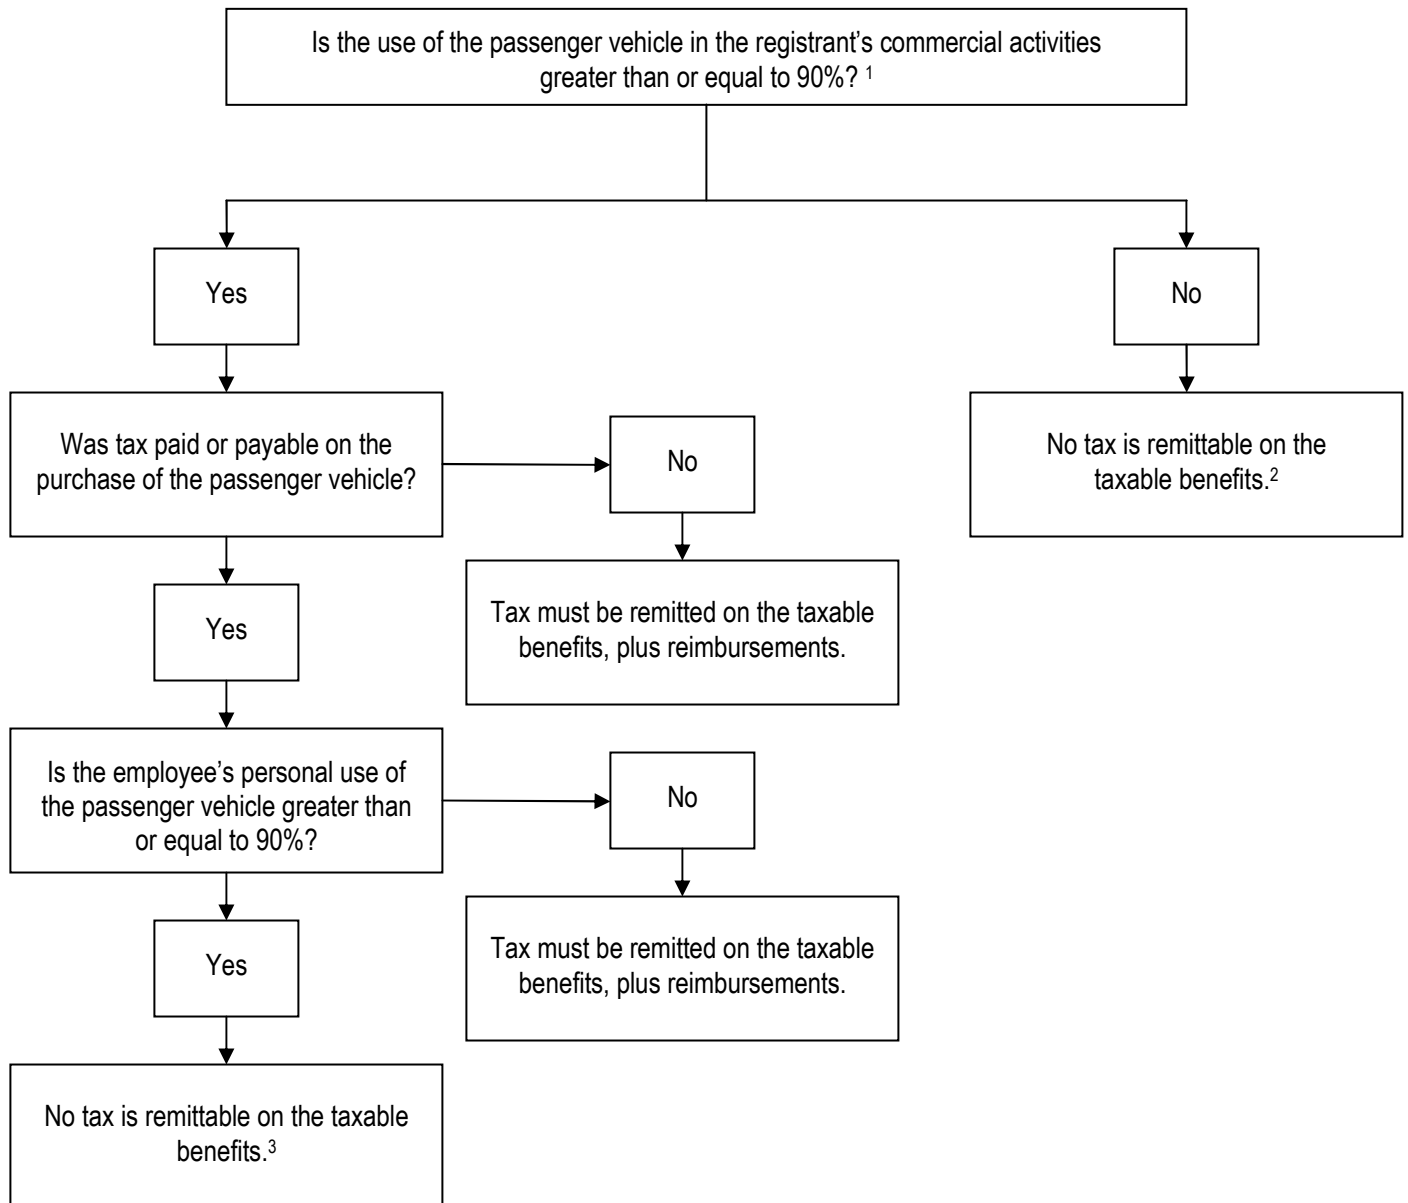 Is the use of the passenger vehicle in the registrant’s commercial activities
greater than or equal to 90%? 1
Yes
No
Was tax paid or payable on the
purchase of the passenger vehicle?
No
No tax is remittable on the
taxable benefits.2
Yes
Tax must be remitted on the taxable
benefits, plus reimbursements.
Is the employee’s personal use of
the passenger vehicle greater than
or equal to 90%?
No
Yes
Tax must be remitted on the taxable
benefits, plus reimbursements.
No tax is remittable on the taxable
benefits.3